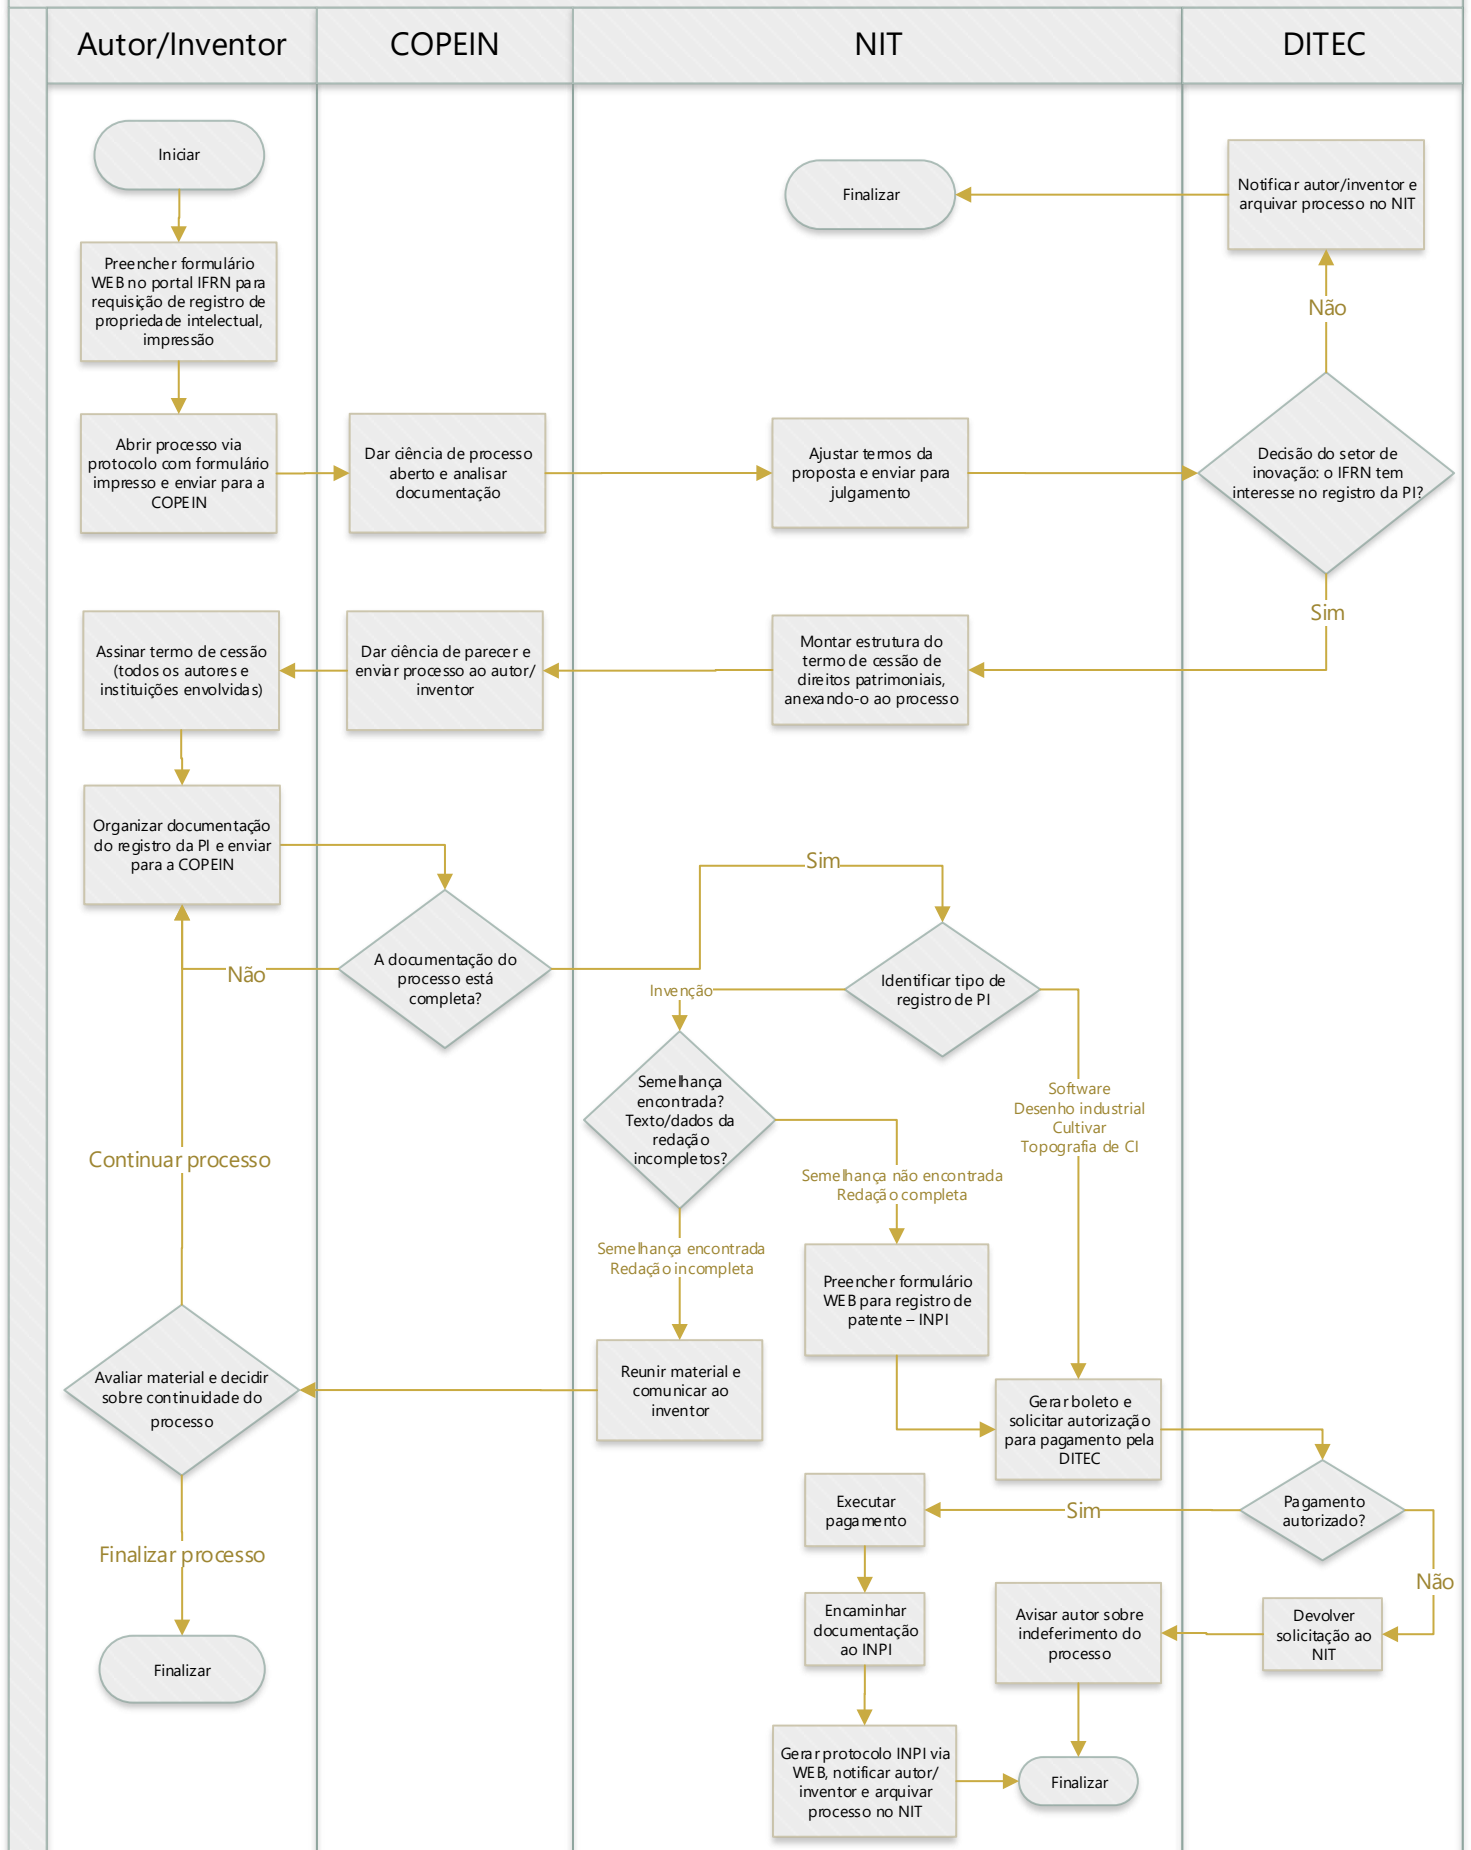 Autor/Inventor
COPEIN
NIT
DITEC
Iniciar
Finalizar
Notificar autor/inventor e
arquivar processo no NIT
Preencher formulário
WEB no portal IFRN para
requisição de registro de
propriedade intelectual,
impressão
Não
Abrir processo via
protocolo com formulário
impresso e enviar para a
COPEIN
Dar ciência de processo
aberto e analisar
documentação
Ajustar termos da
proposta e enviar para
julgamento
Decisão do setor de
inovação: o IFRN tem
interesse no registro da PI?
Sim
Assinar termo de cessão
(todos os autores e
instituições envolvidas)
Dar ciência de parecer e
enviar processo ao autor/
inventor
Montar estrutura do
termo de cessão de
direitos patrimoniais,
anexando-o ao processo
Organizar documentação
do registro da PI e enviar
para a COPEIN
Sim
Não
A documentação do
processo está
completa?
Identificar tipo de
registro de PI
Invenção
Semelhança
encontrada?
Texto/dados da
redação
incompletos?
Software
Desenho industrial
Cultivar
Topografia de CI
Continuar processo
Semelhança não encontrada
Redação completa
Semelhança encontrada
Redação incompleta
Preencher formulário
WEB para registro de
patente – INPI
Avaliar material e decidir
sobre continuidade do
processo
Reunir material e
comunicar ao
inventor
Gerar boleto e
solicitar autorização
para pagamento pela
DITEC
Executar
pagamento
Sim
Pagamento
autorizado?
Finalizar processo
Não
Encaminhar
documentação
ao INPI
Avisar autor sobre
indeferimento do
processo
Devolver
solicitação ao
NIT
Finalizar
Gerar protocolo INPI via
WEB, notificar autor/
inventor e arquivar
processo no NIT
Finalizar